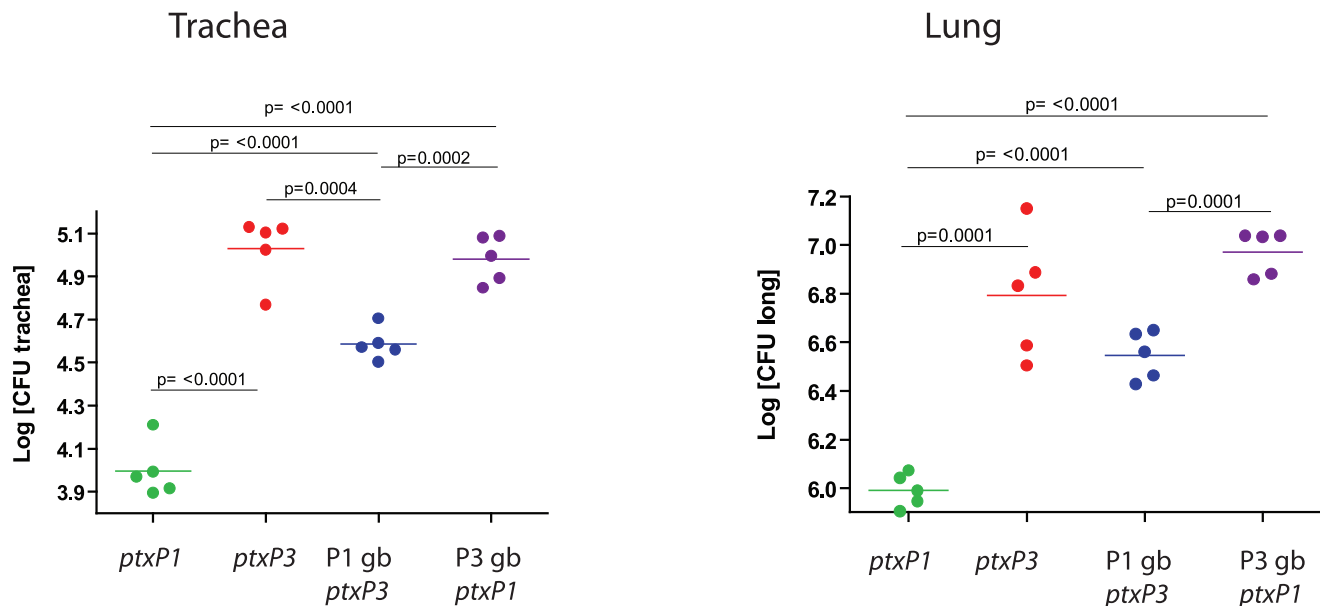 Trachea
p= <0.0001
p= <0.0001
p=0.0002
p=0.0004
p= <0.0001
Log [CFU trachea]
5.1
4.9
4.7
4.5
4.3
4.1
3.9
ptxP1
ptxP3
P1 gb
ptxP3
P3 gb
ptxP1
Lung
p= <0.0001
p= <0.0001
p=0.0001
p=0.0001
Log [CFU long]
7.2
7.0
6.8
6.6
6.4
6.2
6.0
ptxP1
ptxP3
P1 gb
ptxP3
P3 gb
ptxP1